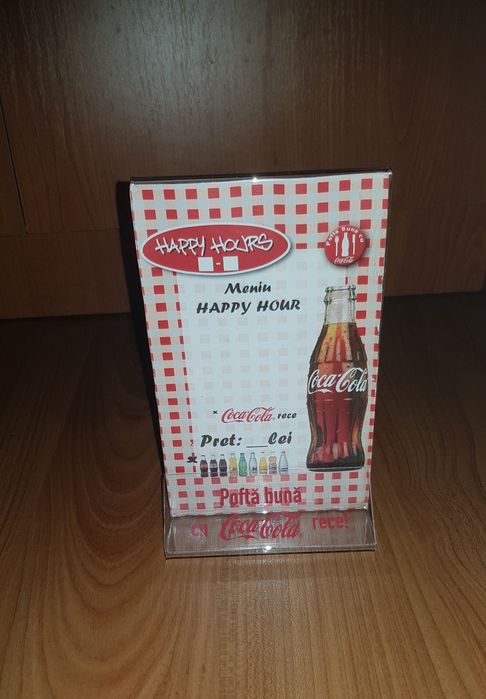 HAPPY HOURS
-
Poftă Bună cu
Coca-Cola
Meniu
HAPPY HOUR
Coca-Cola
* Coca-Cola rece
Pret: __lei
Poftă bună
cu Coca-Cola rece!